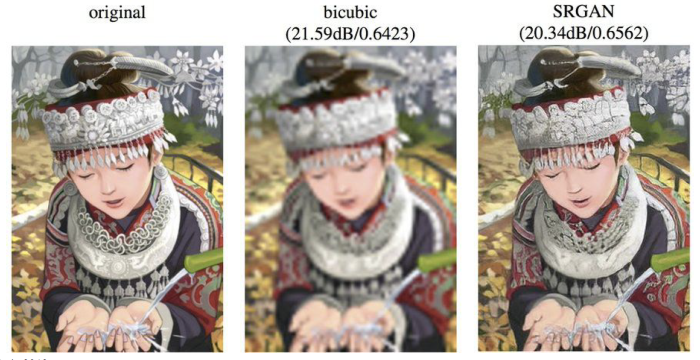 original
bicubic
(21.59dB/0.6423)
SRGAN
(20.34dB/0.6562)